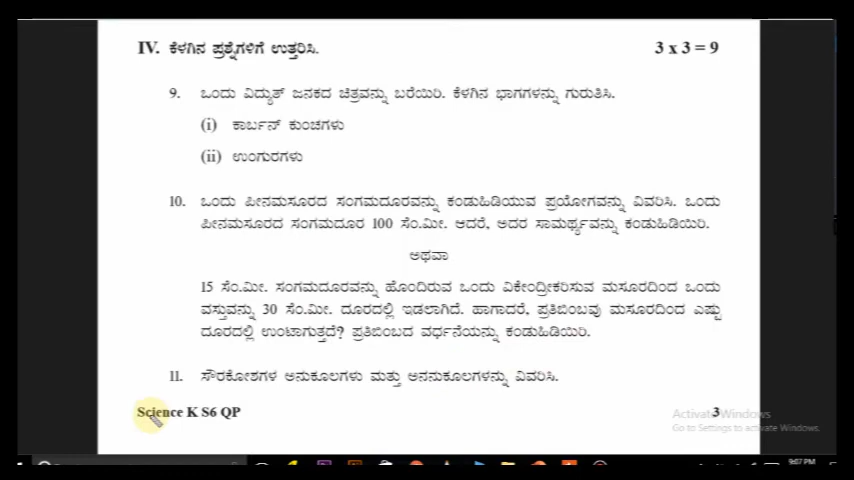 IV. ಕೆಳಗಿನ ಪ್ರಶ್ನೆಗಳಿಗೆ ಉತ್ತರಿಸಿ. 3 x 3 = 9
9. ಒಂದು ವಿದ್ಯುತ್ ಜನಕದ ಚಿತ್ರವನ್ನು ಬರೆಯಿರಿ. ಕೆಳಗಿನ ಭಾಗಗಳನ್ನು ಗುರುತಿಸಿ.
(i) ಕಾರ್ಬನ್ ಕುಂಚಗಳು
(ii) ಉಂಗುರಗಳು
10. ಒಂದು ಪೀನಮಸೂರದ ಸಂಗಮದೂರವನ್ನು ಕಂಡುಹಿಡಿಯುವ ಪ್ರಯೋಗವನ್ನು ವಿವರಿಸಿ. ಒಂದು
ಪೀನಮಸೂರದ ಸಂಗಮದೂರ 100 ಸೆಂ.ಮೀ. ಆದರೆ, ಅದರ ಸಾಮರ್ಥ್ಯವನ್ನು ಕಂಡುಹಿಡಿಯಿರಿ.
ಅಥವಾ
15 ಸೆಂ.ಮೀ. ಸಂಗಮದೂರವನ್ನು ಹೊಂದಿರುವ ಒಂದು ವಿಕೇಂದ್ರೀಕರಿಸುವ ಮಸೂರದಿಂದ ಒಂದು
ವಸ್ತುವನ್ನು 30 ಸೆಂ.ಮೀ. ದೂರದಲ್ಲಿ ಇಡಲಾಗಿದೆ. ಹಾಗಾದರೆ, ಪ್ರತಿಬಿಂಬವು ಮಸೂರದಿಂದ ಎಷ್ಟು
ದೂರದಲ್ಲಿ ಉಂಟಾಗುತ್ತದೆ? ಪ್ರತಿಬಿಂಬದ ವರ್ಧನೆಯನ್ನು ಕಂಡುಹಿಡಿಯಿರಿ.
11. ಸೌರಕೋಶಗಳ ಅನುಕೂಲಗಳು ಮತ್ತು ಅನನುಕೂಲಗಳನ್ನು ವಿವರಿಸಿ.
Science K S6 QP 3
Activate Windows
Go to Settings to activate Windows.
9:07 PM